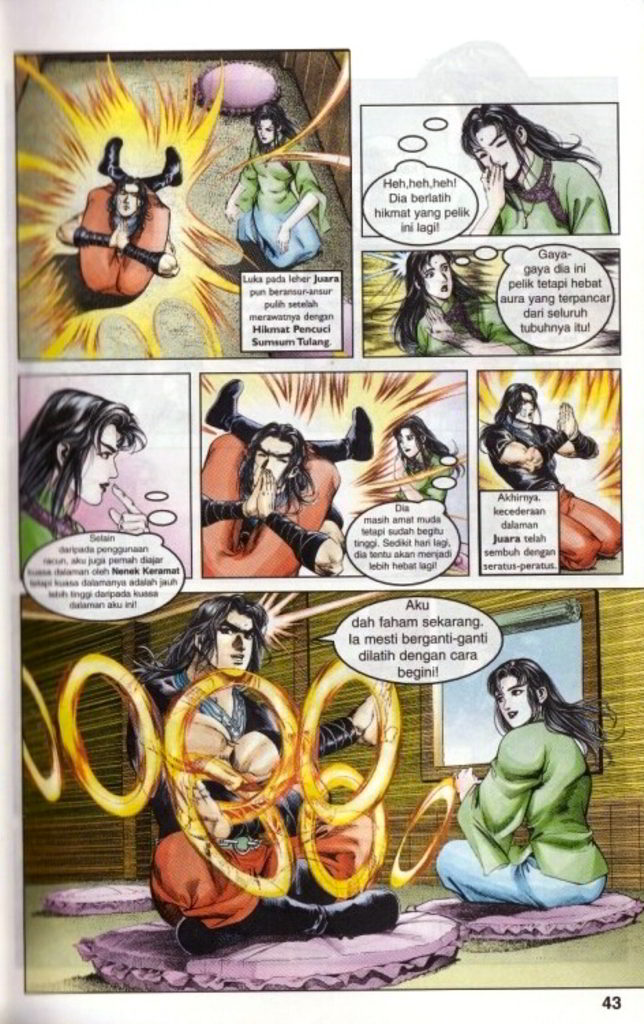 Luka pada leher Juara
pun beransur-ansur
pulih setelah
merawatnya dengan
Hikmat Pencuci
Sumsum Tulang.
Heh,heh,heh!
Dia berlatih
hikmat yang pelik
ini lagi!
Gaya-
gaya dia ini
pelik tetapi hebat
aura yang terpancar
dari seluruh
tubuhnya itu!
Selain
daripada penggunaan
racun, aku juga pernah diajar
kuasa dalaman oleh Nenek Keramat
tetapi kuasa dalamanya adalah jauh
lebih tinggi daripada kuasa
dalaman aku ini!
Dia
masih amat muda
tetapi sudah begitu
tinggi. Sedikit hari lagi,
dia tentu akan menjadi
lebih hebat lagi!
Akhirnya,
kecederaan
dalaman
Juara telah
sembuh dengan
seratus-peratus.
Aku
dah faham sekarang.
Ia mesti berganti-ganti
dilatih dengan cara
begini!
43